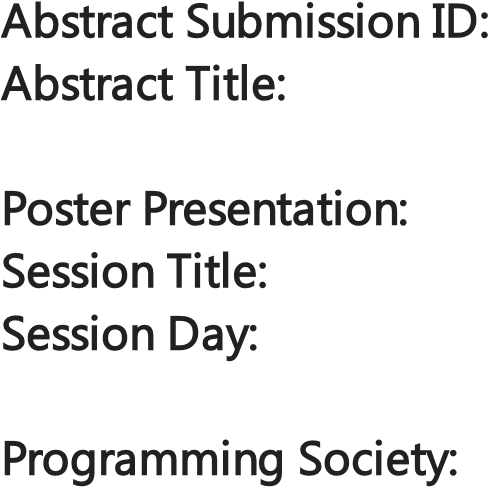 Abstract Submission ID:
Abstract Title:
Poster Presentation:
Session Title:
Session Day:
Programming Society: